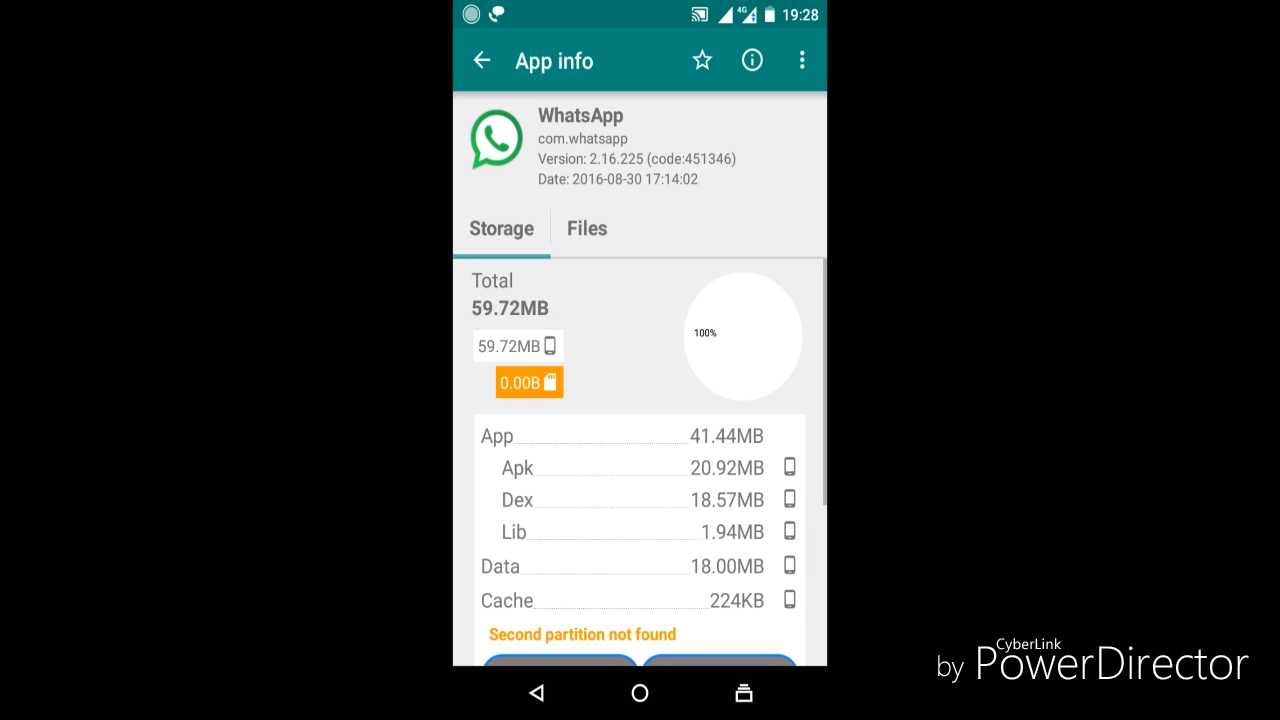 4G 19:28
App info
WhatsApp
com.whatsapp
Version: 2.16.225 (code:451346)
Date: 2016-08-30 17:14:02
Storage Files
Total
59.72MB
100%
59.72MB
0.00B
App 41.44MB
Apk 20.92MB
Dex 18.57MB
Lib 1.94MB
Data 18.00MB
Cache 224KB
Second partition not found
CyberLink
by PowerDirector